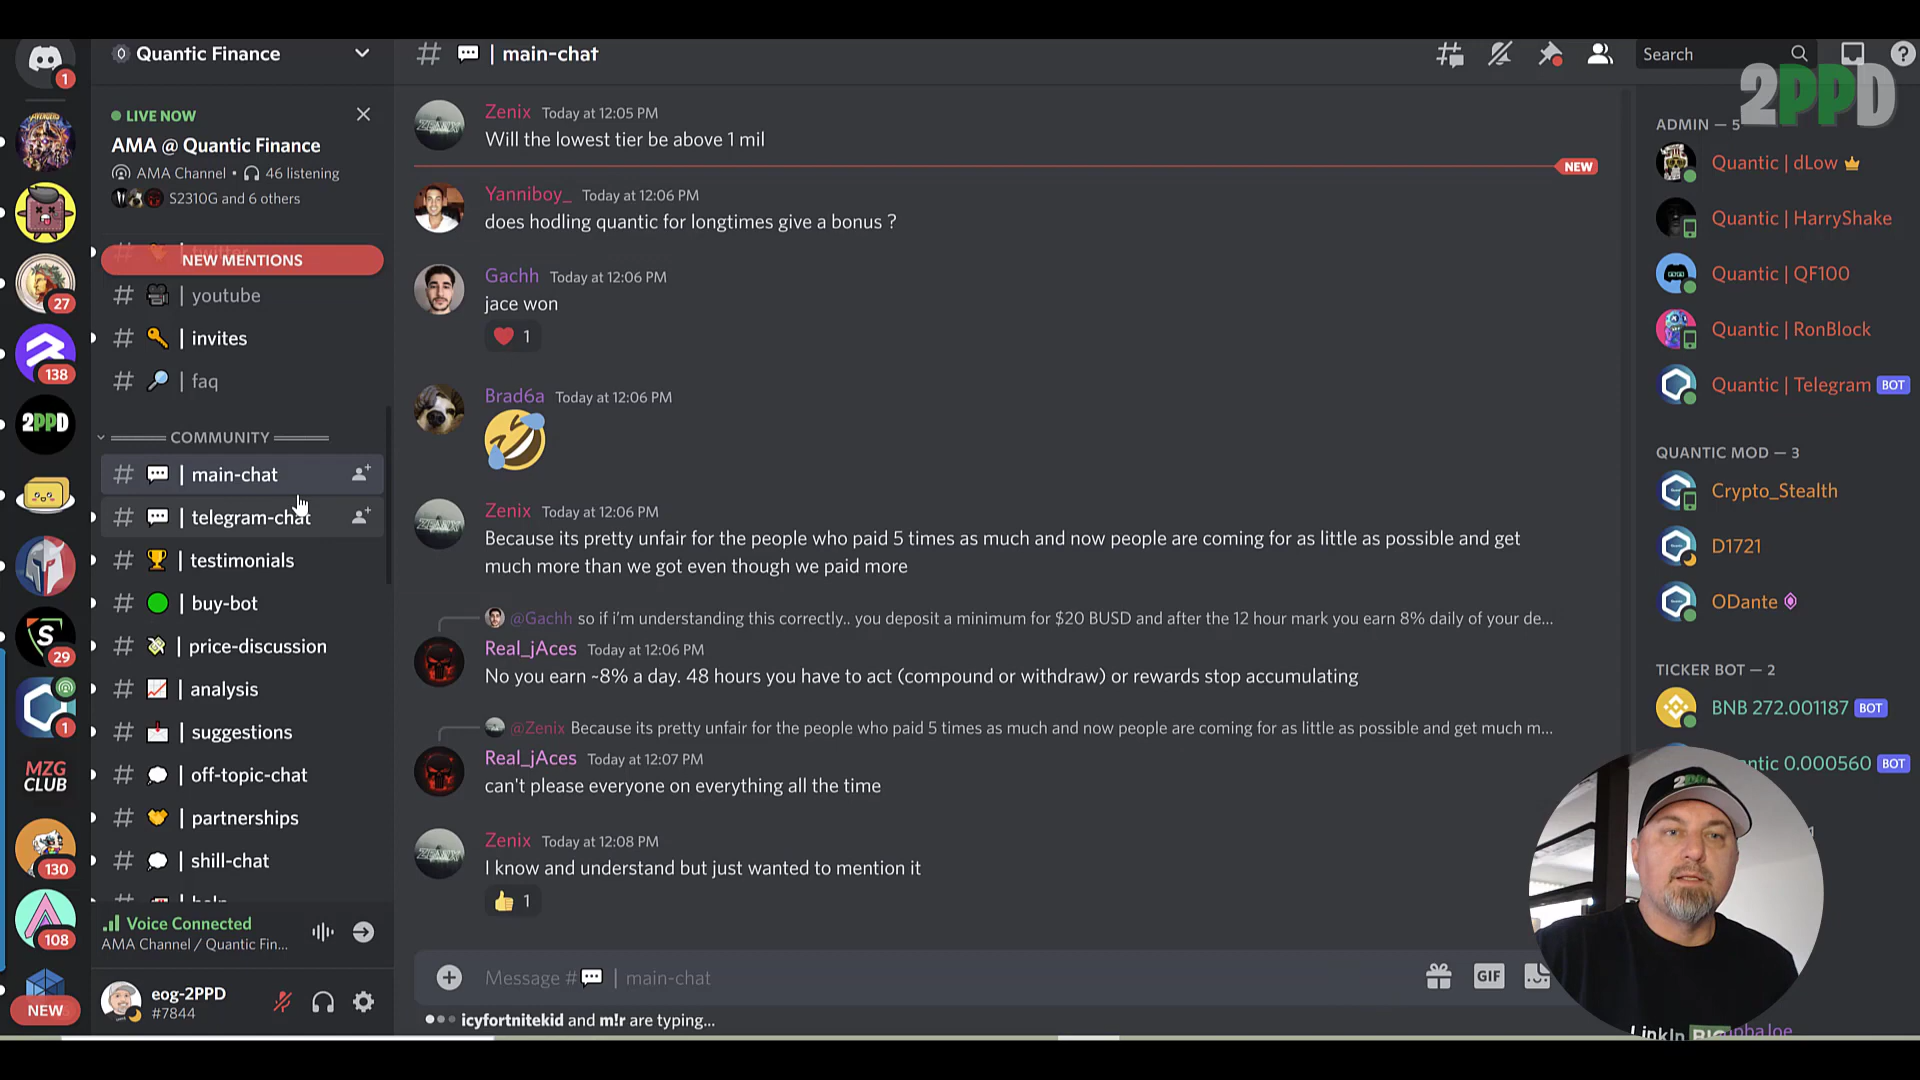 1
Quantic Finance
# | main-chat
Search
?
2PPD
LIVE NOW
AMA @ Quantic Finance
AMA Channel • 46 listening
S2310G and 6 others
NEW MENTIONS
# | youtube
# | invites
# | faq
COMMUNITY
# | main-chat
# | telegram-chat
# | testimonials
# | buy-bot
# | price-discussion
# | analysis
# | suggestions
# | off-topic-chat
# | partnerships
# | shill-chat
Voice Connected
AMA Channel / Quantic Fin...
eog-2PPD
#7844
27
138
2PPD
S
29
1
MZG
CLUB
130
108
NEW
Zenix Today at 12:05 PM
Will the lowest tier be above 1 mil
NEW
Yanniboy_ Today at 12:06 PM
does hodling quantic for longtimes give a bonus ?
Gachh Today at 12:06 PM
jace won
1
Brad6a Today at 12:06 PM
Zenix Today at 12:06 PM
Because its pretty unfair for the people who paid 5 times as much and now people are coming for as little as possible and get
much more than we got even though we paid more
@Gachh so if i'm understanding this correctly.. you deposit a minimum for $20 BUSD and after the 12 hour mark you earn 8% daily of your de...
Real_jAces Today at 12:06 PM
No you earn ~8% a day. 48 hours you have to act (compound or withdraw) or rewards stop accumulating
@Zenix Because its pretty unfair for the people who paid 5 times as much and now people are coming for as little as possible and get much m...
Real_jAces Today at 12:07 PM
can't please everyone on everything all the time
Zenix Today at 12:08 PM
I know and understand but just wanted to mention it
1
Message # | main-chat
GIF
icyfortnitekid and m!r are typing...
ADMIN — 5
Quantic | dLow
Quantic | HarryShake
Quantic | QF100
Quantic | RonBlock
Quantic | Telegram BOT
QUANTIC MOD — 3
Crypto_Stealth
D1721
ODante
TICKER BOT — 2
BNB 272.001187 BOT
ntic 0.000560 BOT
2PPD